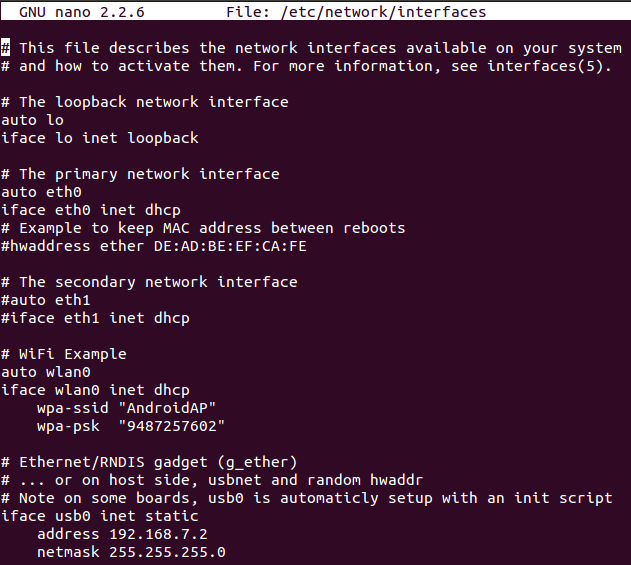 GNU nano 2.2.6 File: /etc/network/interfaces
# This file describes the network interfaces available on your system
# and how to activate them. For more information, see interfaces(5).
# The loopback network interface
auto lo
iface lo inet loopback
# The primary network interface
auto eth0
iface eth0 inet dhcp
# Example to keep MAC address between reboots
#hwaddress ether DE:AD:BE:EF:CA:FE
# The secondary network interface
#auto eth1
#iface eth1 inet dhcp
# WiFi Example
auto wlan0
iface wlan0 inet dhcp
    wpa-ssid "AndroidAP"
    wpa-psk  "9487257602"
# Ethernet/RNDIS gadget (g_ether)
# ... or on host side, usbnet and random hwaddr
# Note on some boards, usb0 is automaticly setup with an init script
iface usb0 inet static
    address 192.168.7.2
    netmask 255.255.255.0